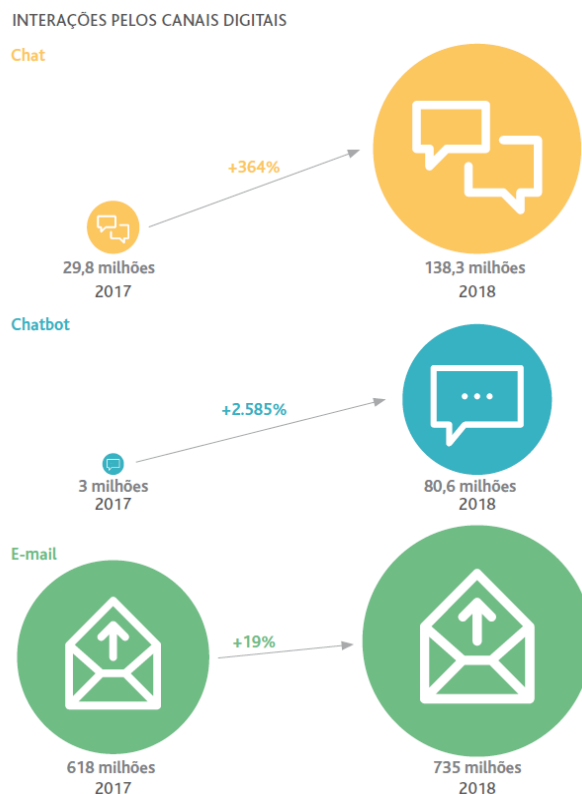 INTERAÇÕES PELOS CANAIS DIGITAIS
Chat
+364%
29,8 milhões
2017
138,3 milhões
2018
Chatbot
+2.585%
3 milhões
2017
80,6 milhões
2018
E-mail
+19%
618 milhões
2017
735 milhões
2018